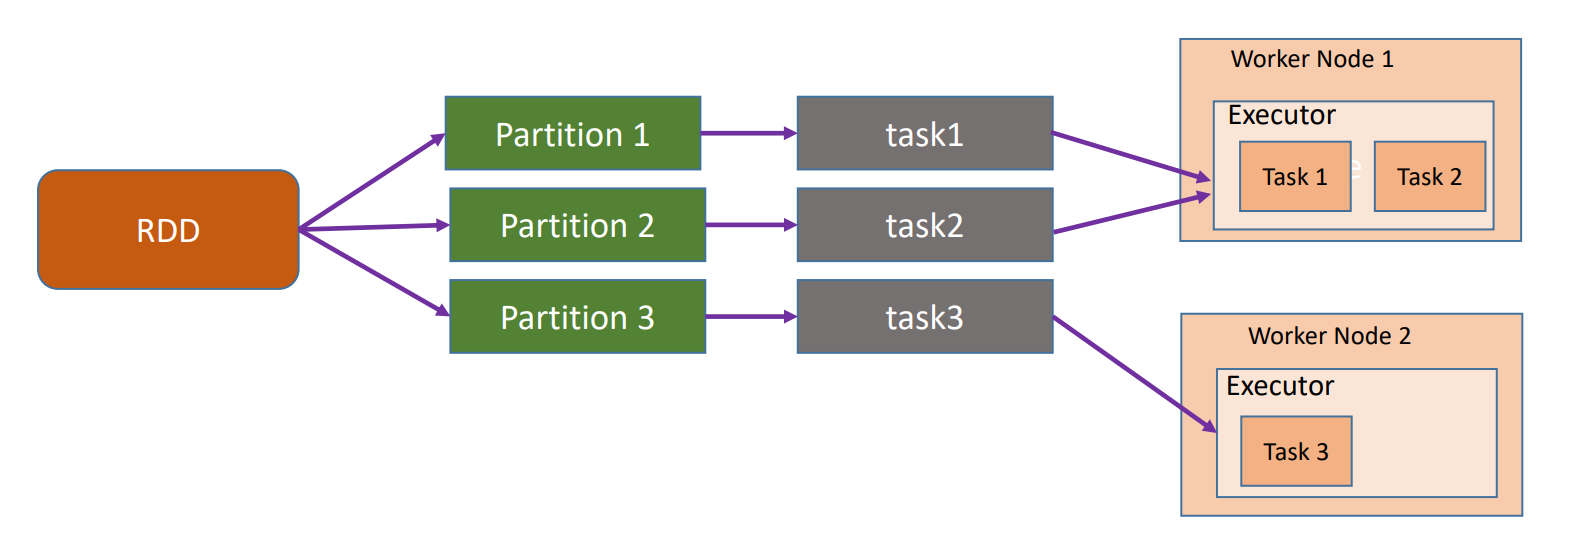 RDD
Partition 1
Partition 2
Partition 3
task1
task2
task3
Worker Node 1
Executor
Task 1
Task 2
Worker Node 2
Executor
Task 3